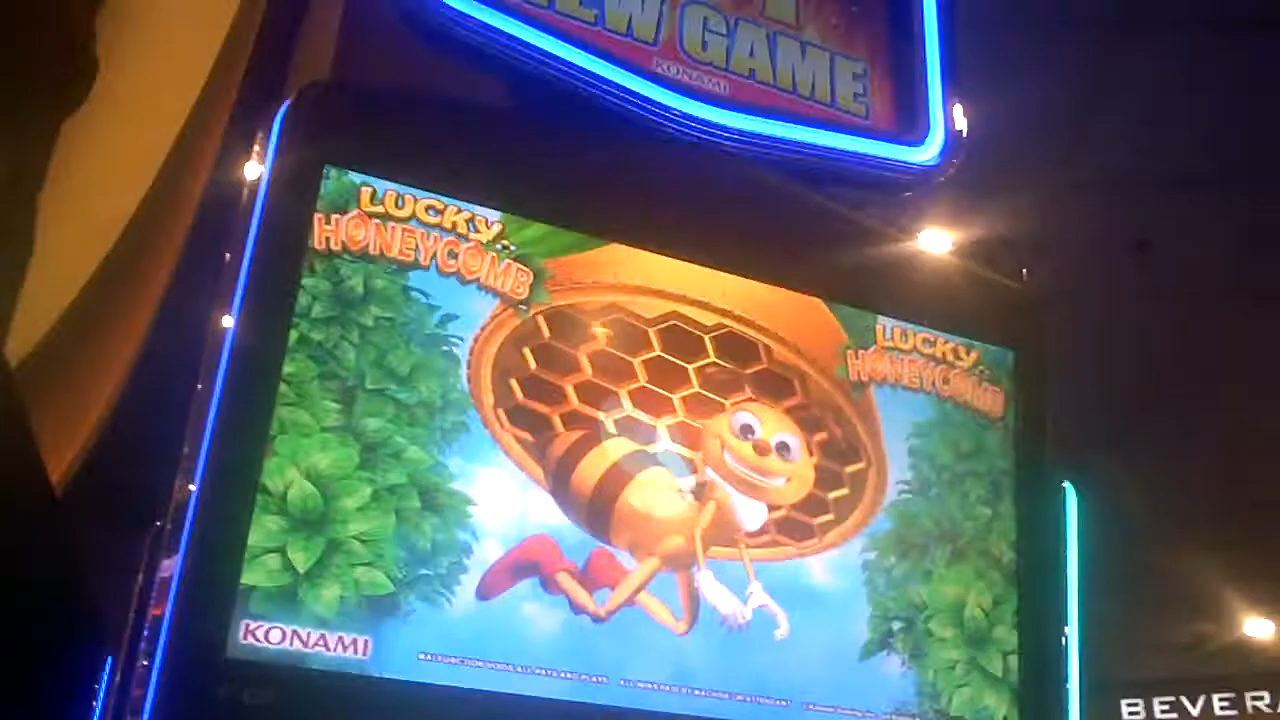 NEW GAME
KONAMI
LUCKY
HONEYCOMB
LUCKY
HONEYCOMB
KONAMI
MALFUNCTION VOIDS ALL PAYS AND PLAYS. ALL WINS PAID BY MACHINE OR ATTENDANT
BEVERA